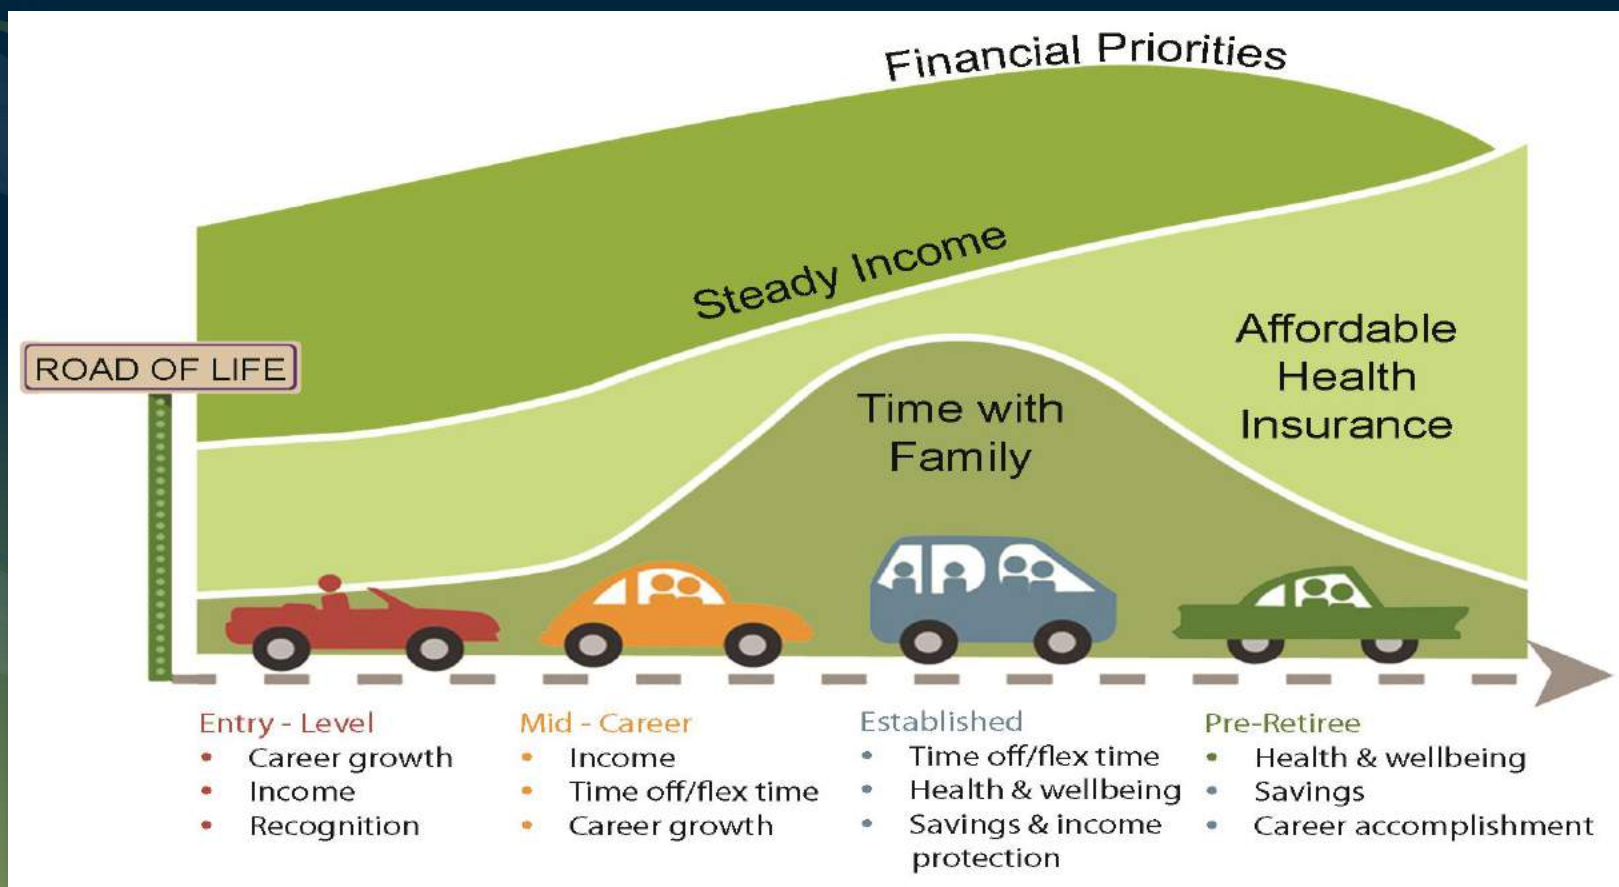 Financial Priorities
Steady Income
Affordable
Health
Insurance
ROAD OF LIFE
Time with
Family
Entry - Level
• Career growth
• Income
• Recognition
Mid - Career
• Income
• Time off/flex time
• Career growth
Established
• Time off/flex time
• Health & wellbeing
• Savings & income
protection
Pre-Retiree
• Health & wellbeing
• Savings
• Career accomplishment